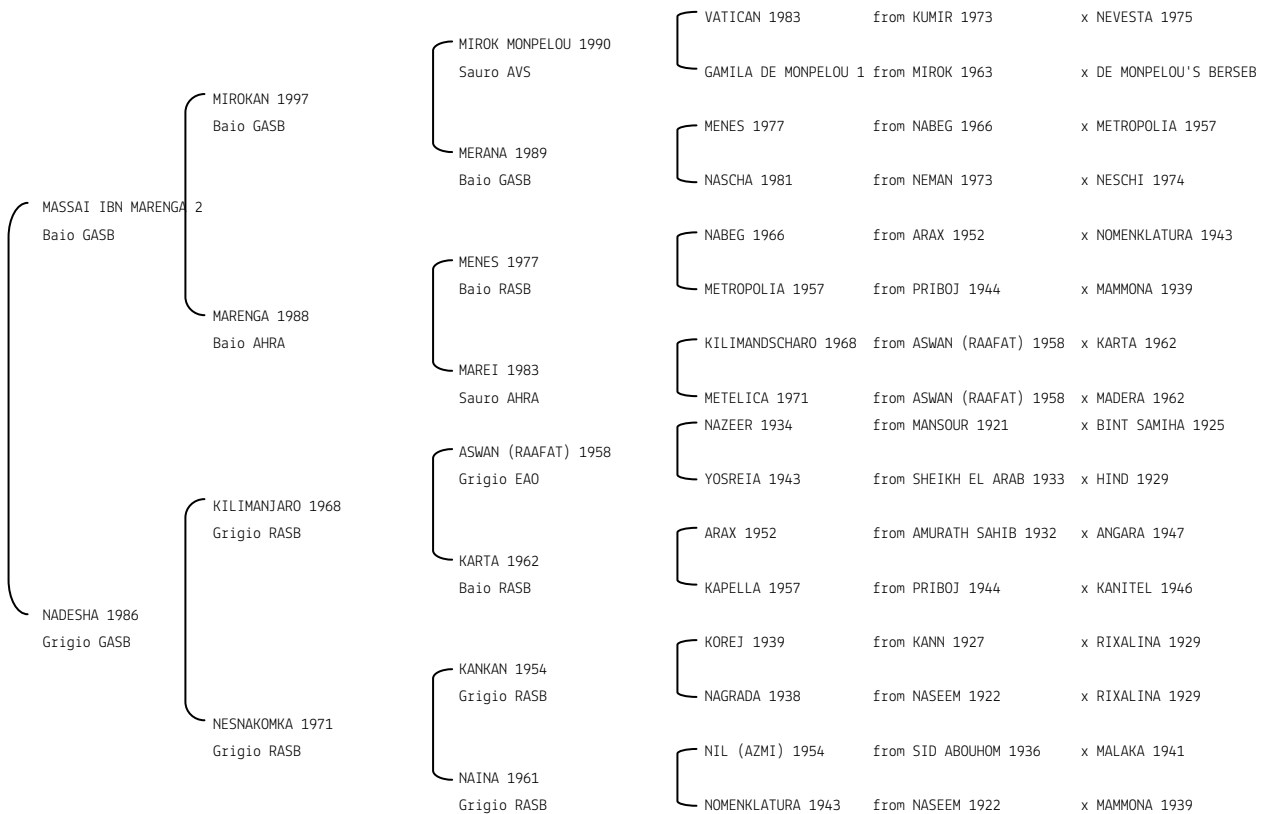 VATICAN 1983 from KUMIR 1973 x NEVESTA 1975
MIROK MONPELOU 1990
Sauro AVS
GAMILA DE MONPELOU 1 from MIROK 1963 x DE MONPELOU'S BERSEB
MIROKAN 1997
Baio GASB
MENES 1977 from NABEG 1966 x METROPOLIA 1957
MERANA 1989
Baio GASB
NASCHA 1981 from NEMAN 1973 x NESCHI 1974
MASSAI IBN MARENGA 2
Baio GASB
NABEG 1966 from ARAX 1952 x NOMENKLATURA 1943
MENES 1977
Baio RASB
METROPOLIA 1957 from PRIBOJ 1944 x MAMMONA 1939
MARENGA 1988
Baio AHRA
KILIMANDSCHARO 1968 from ASWAN (RAAFAT) 1958 x KARTA 1962
MAREI 1983
Sauro AHRA
METELICA 1971 from ASWAN (RAAFAT) 1958 x MADERA 1962
NAZEER 1934 from MANSOUR 1921 x BINT SAMIHA 1925
ASWAN (RAAFAT) 1958
Grigio EAO
YOSREIA 1943 from SHEIKH EL ARAB 1933 x HIND 1929
KILIMANJARO 1968
Grigio RASB
ARAX 1952 from AMURATH SAHIB 1932 x ANGARA 1947
KARTA 1962
Baio RASB
KAPELLA 1957 from PRIBOJ 1944 x KANITEL 1946
NADESHA 1986
Grigio GASB
KOREJ 1939 from KANN 1927 x RIXALINA 1929
KANKAN 1954
Grigio RASB
NAGRADA 1938 from NASEEM 1922 x RIXALINA 1929
NESNAKOMKA 1971
Grigio RASB
NIL (AZMI) 1954 from SID ABOUHOM 1936 x MALAKA 1941
NAINA 1961
Grigio RASB
NOMENKLATURA 1943 from NASEEM 1922 x MAMMONA 1939